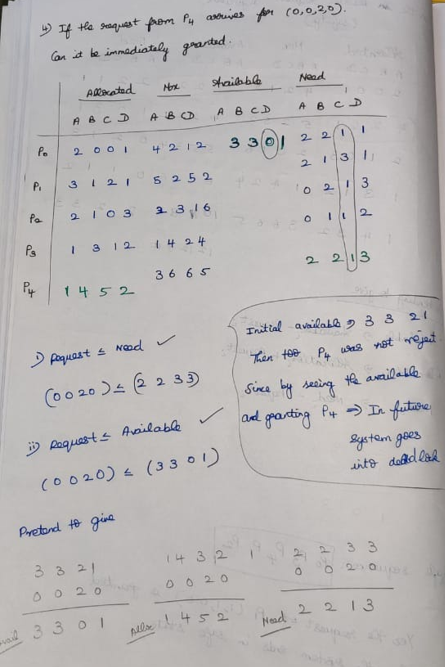 4) If the request from P4 arrives for (0,0,2,0).
Can it be immediately granted.
Allocated Max Available Need
A B C D A B C D A B C D A B C D
P0 2 0 0 1 4 2 1 2 3 3 0 1 2 2 1 1
P1 3 1 2 1 5 2 5 2 2 1 3 1
P2 2 1 0 3 2 3 1 6 0 2 1 3
P3 1 3 1 2 1 4 2 4 0 1 1 2
P4 1 4 5 2 3 6 6 5 2 2 1 3
i) Request ≤ Need ✓
(0 0 2 0) ≤ (2 2 3 3)
ii) Request ≤ Available ✓
(0 0 2 0) ≤ (3 3 0 1)
Initial available ⇒ 3 3 2 1
Then too P4 was not reject
Since by seeing the available
and granting P4 ⇒ In future
system goes
into deadlock
Pretend to give
3 3 2 1 1 4 3 2 2 2 3 3
0 0 2 0 0 0 2 0 0 0 2 0
3 3 0 1 Alloc 1 4 5 2 Need 2 2 1 3